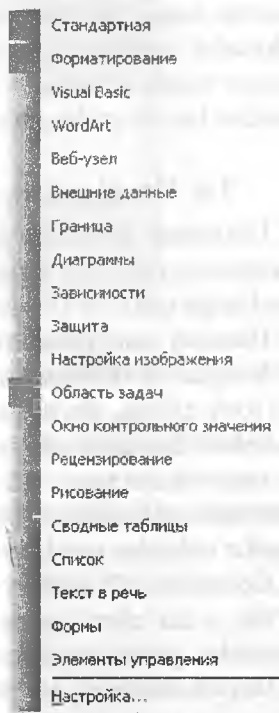 Стандартная
Форматирование
Visual Basic
WordArt
Веб-узел
Внешние данные
Граница
Диаграммы
Зависимости
Защита
Настройка изображения
Область задач
Окно контрольного значения
Рецензирование
Рисование
Сводные таблицы
Список
Текст в речь
Формы
Элементы управления
Настройка...